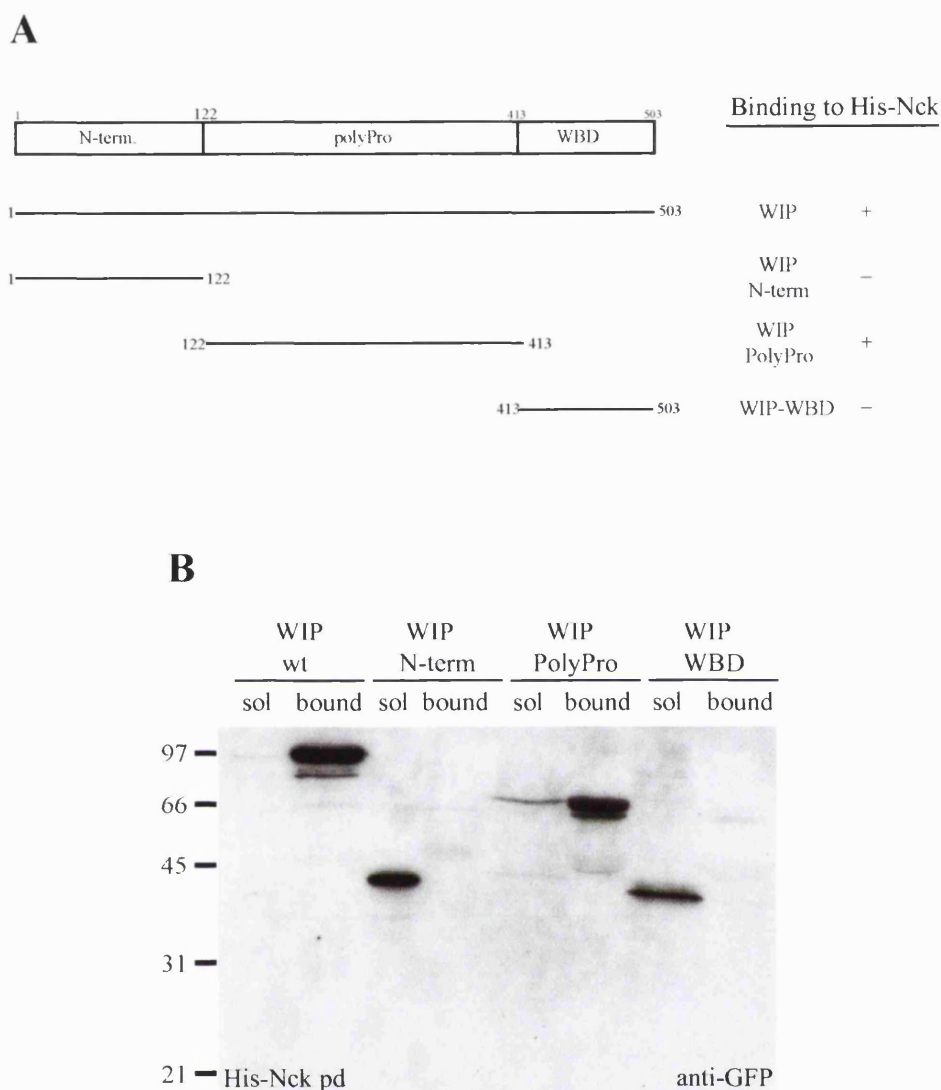 A
1 122 413 503
N-term. polyPro WBD
Binding to His-Nck
1 503 WIP +
1 122 WIP
N-term −
122 413 WIP
PolyPro +
413 503 WIP-WBD −
B
WIP WIP WIP WIP
wt N-term PolyPro WBD
sol bound sol bound sol bound sol bound
97
66
45
31
21
His-Nck pd anti-GFP